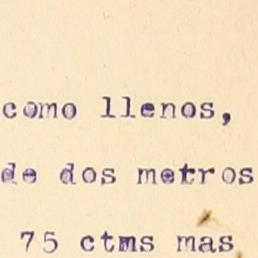 como llenos,
de dos metros
75 ctms mas